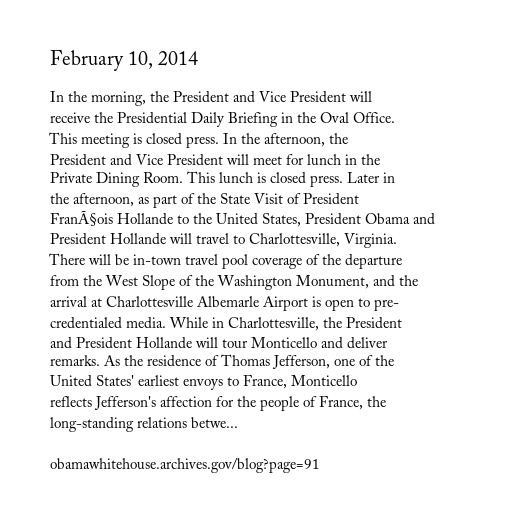 February 10, 2014
In the morning, the President and Vice President will
receive the Presidential Daily Briefing in the Oval Office.
This meeting is closed press. In the afternoon, the
President and Vice President will meet for lunch in the
Private Dining Room. This lunch is closed press. Later in
the afternoon, as part of the State Visit of President
FranÃ§ois Hollande to the United States, President Obama and
President Hollande will travel to Charlottesville, Virginia.
There will be in-town travel pool coverage of the departure
from the West Slope of the Washington Monument, and the
arrival at Charlottesville Albemarle Airport is open to pre-
credentialed media. While in Charlottesville, the President
and President Hollande will tour Monticello and deliver
remarks. As the residence of Thomas Jefferson, one of the
United States' earliest envoys to France, Monticello
reflects Jefferson's affection for the people of France, the
long-standing relations betwe...
obamawhitehouse.archives.gov/blog?page=91